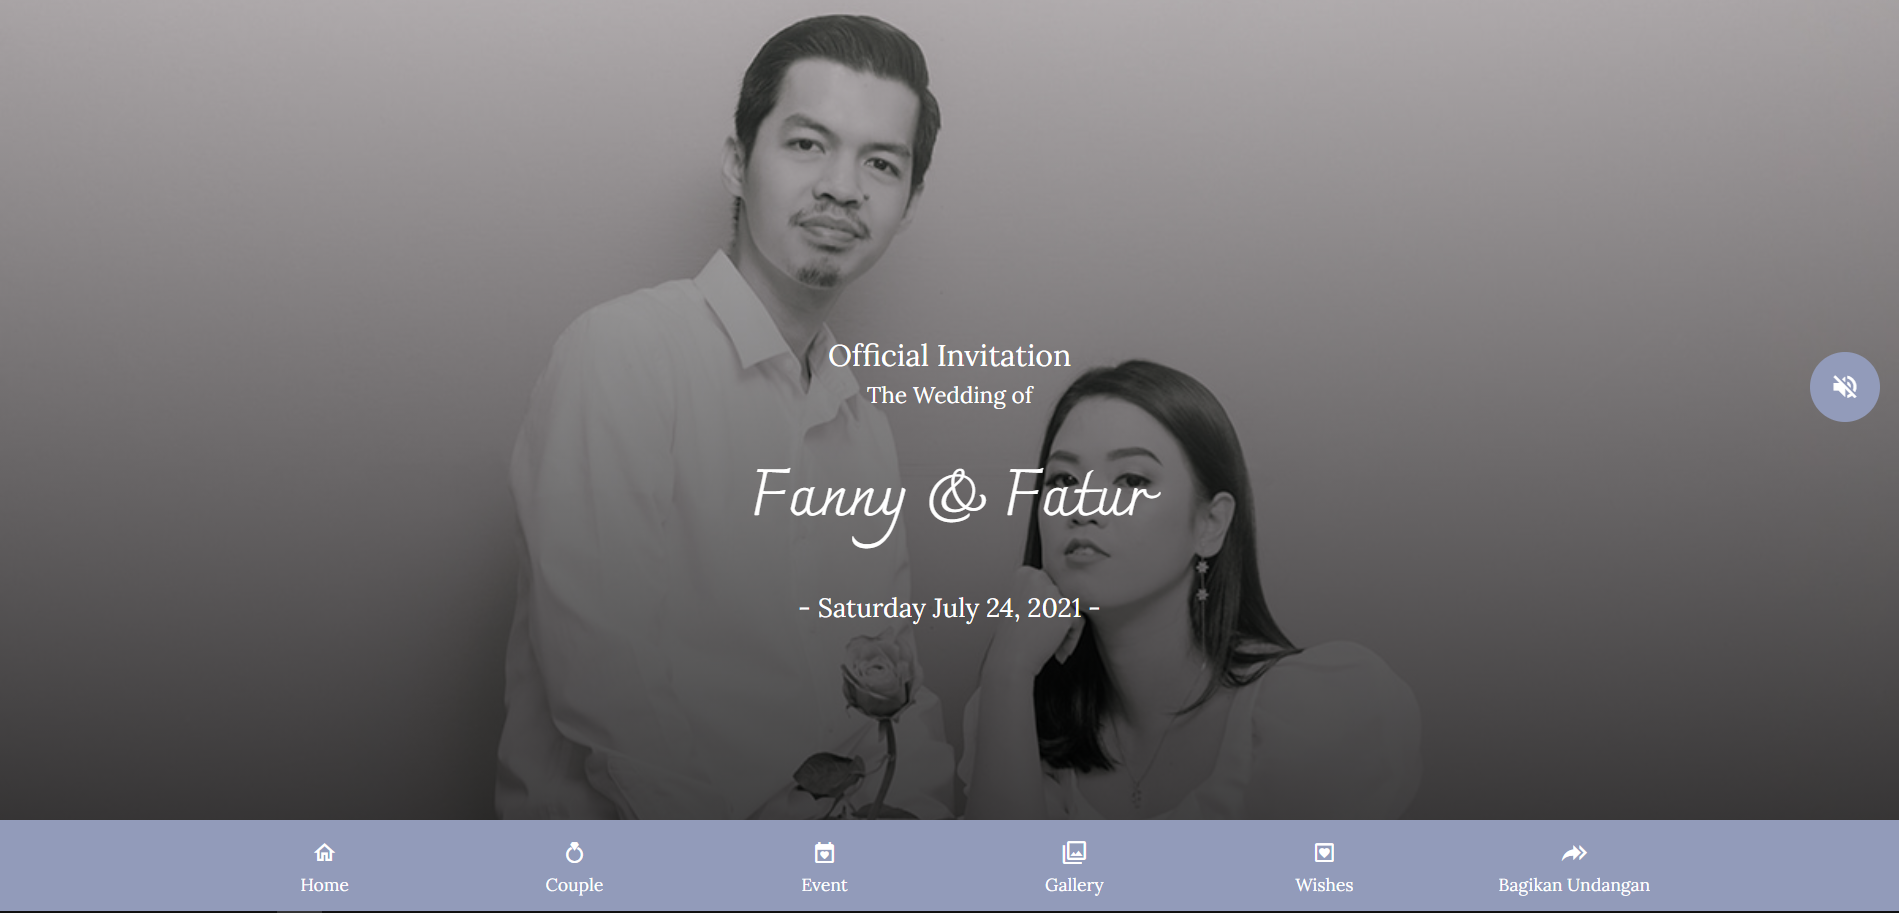 Official Invitation
The Wedding of
Fanny & Fatur
- Saturday July 24, 2021 -
Home
Couple
Event
Gallery
Wishes
Bagikan Undangan